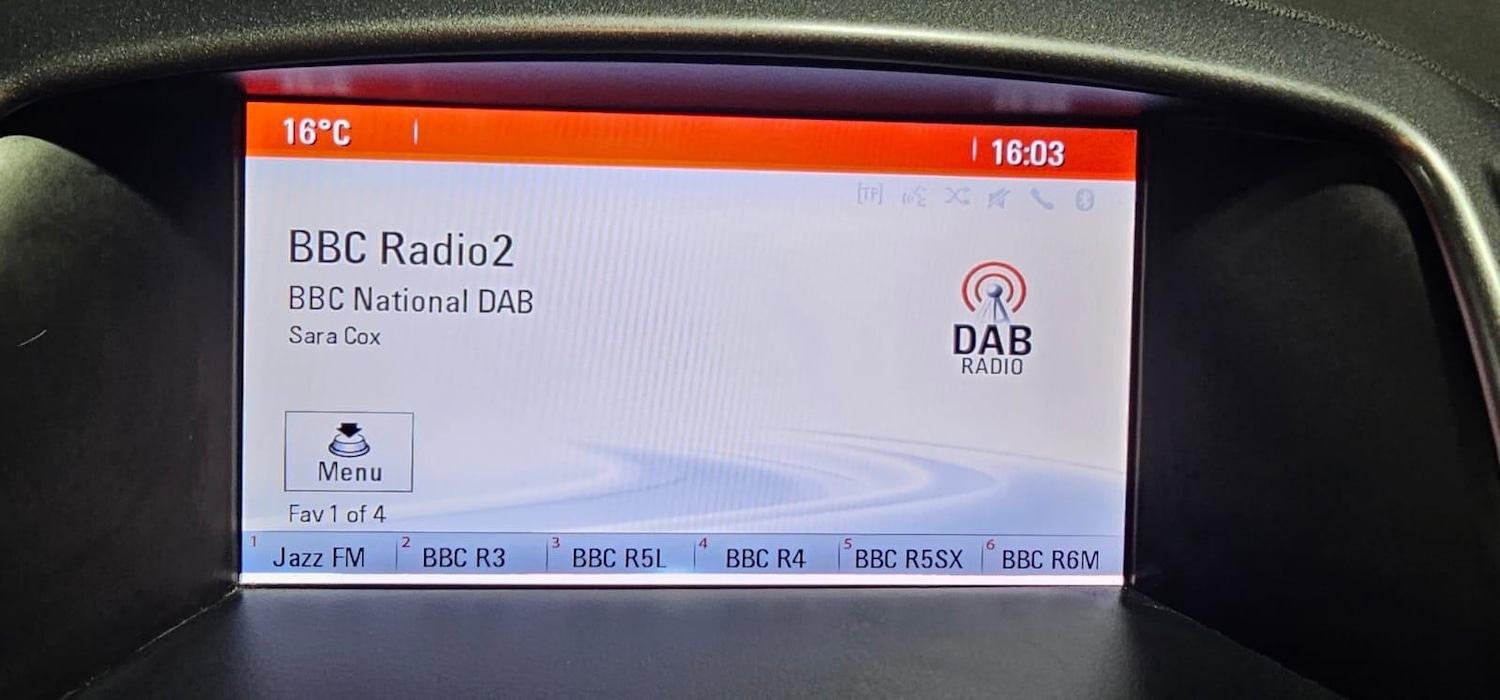 16°C 16:03
[TP]
BBC Radio2
BBC National DAB
Sara Cox
DAB
RADIO
Menu
Fav 1 of 4
1 Jazz FM 2 BBC R3 3 BBC R5L 4 BBC R4 5 BBC R5SX 6 BBC R6M